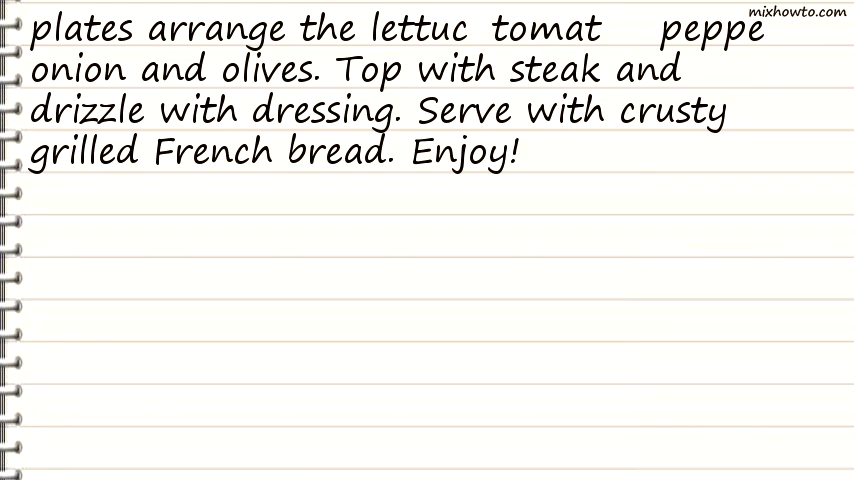 mixhowto.com
plates arrange the lettuc tomat peppe
onion and olives. Top with steak and
drizzle with dressing. Serve with crusty
grilled French bread. Enjoy!